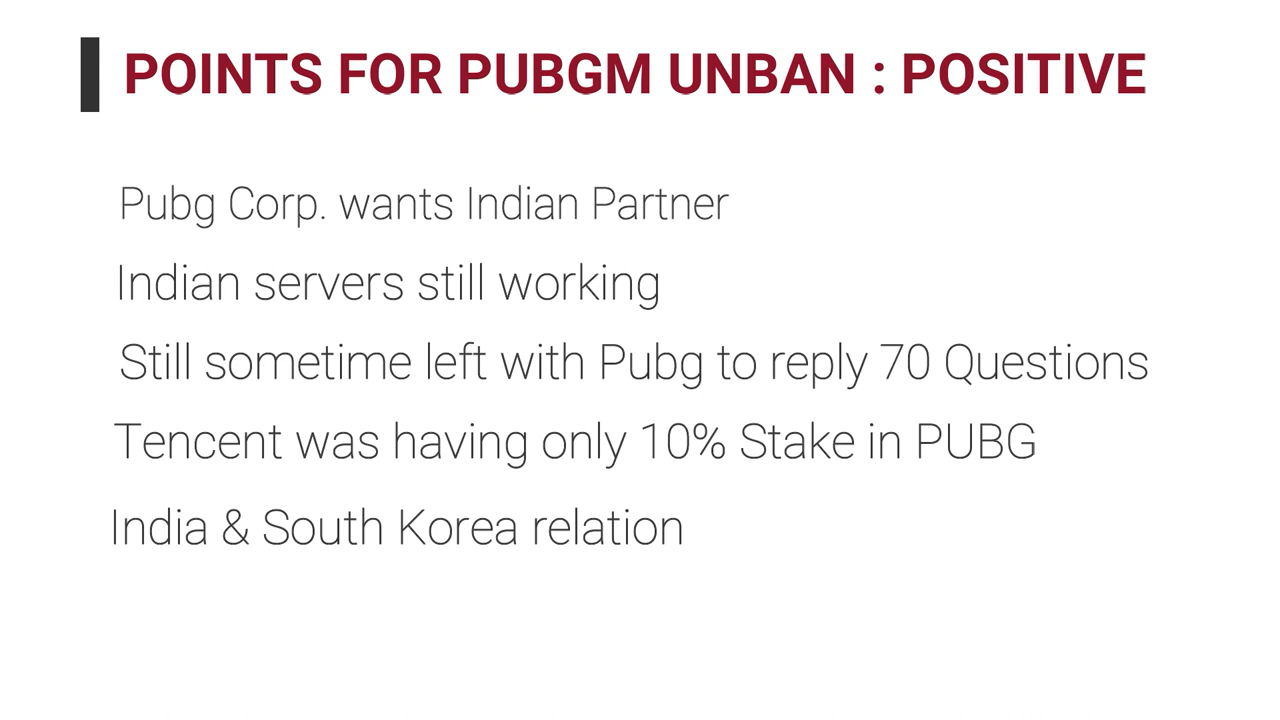 POINTS FOR PUBGM UNBAN : POSITIVE
Pubg Corp. wants Indian Partner
Indian servers still working
Still sometime left with Pubg to reply 70 Questions
Tencent was having only 10% Stake in PUBG
India & South Korea relation